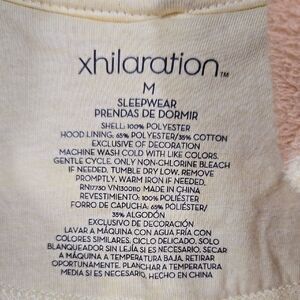 xhilaration™
M
SLEEPWEAR
PRENDAS DE DORMIR
SHELL: 100% POLYESTER
HOOD LINING: 65% POLYESTER/35% COTTON
EXCLUSIVE OF DECORATION
MACHINE WASH COLD WITH LIKE COLORS.
GENTLE CYCLE. ONLY NON-CHLORINE BLEACH
IF NEEDED. TUMBLE DRY LOW. REMOVE
PROMPTLY. WARM IRON IF NEEDED.
RN17730 VN1300110 MADE IN CHINA
REVESTIMIENTO: 100% POLIÉSTER
FORRO DE CAPUCHA: 65% POLIÉSTER/
35% ALGODÓN
EXCLUSIVO DE DECORACIÓN
LAVAR A MÁQUINA CON AGUA FRÍA CON
COLORES SIMILARES. CICLO DELICADO. SOLO
BLANQUEADOR SIN LEJÍA SI ES NECESARIO. SECAR
A MÁQUINA A TEMPERATURA BAJA. RETIRAR
OPORTUNAMENTE. PLANCHAR A TEMPERATURA
MEDIA SI ES NECESARIO. HECHO EN CHINA